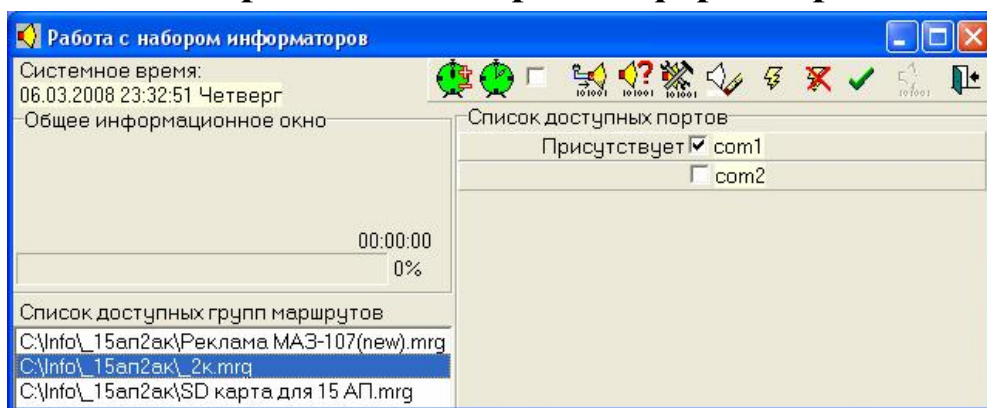 Работа с набором информаторов
Системное время:
06.03.2008 23:32:51 Четверг
Общее информационное окно
00:00:00
0%
Список доступных групп маршрутов
C:\Info\_15ап2ак\Реклама МАЗ-107(new).mrg
C:\Info\_15ап2ак\_2к.mrg
C:\Info\_15ап2ак\SD карта для 15 АП.mrg
Список доступных портов
Присутствует com1
com2